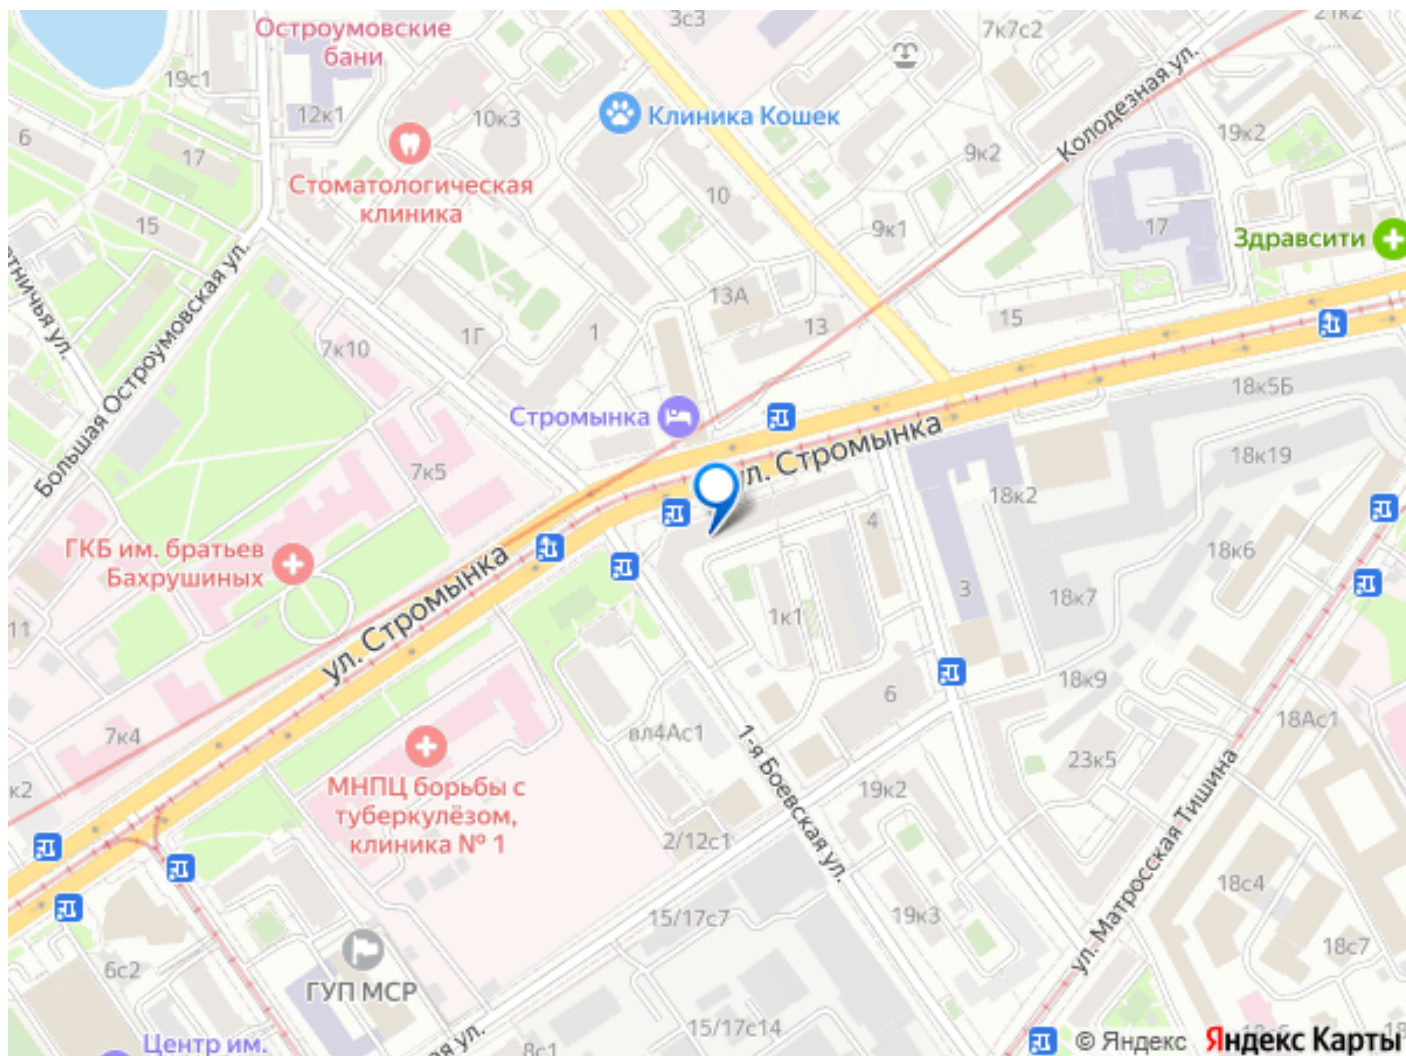 3с3
7к7с2
21к2
Остроумовские
бани
19с1
12к1
10к3
Клиника Кошек
Колодезная ул.
19к2
6
17
9к2
Стоматологическая
клиника
10
15
9к1
17
Здравсити
Большая Остроумовская ул.
13А
1Г
1
13
15
7к10
18к5Б
Стромынка
ул. Стромынка
7к5
18к19
18к2
4
ГКБ им. братьев
Бахрушиных
18к6
3
18к7
1к1
11
ул. Стромынка
18к9
6
7к4
вл4Ас1
1-я Боевская ул.
18Ас1
23к5
к2
МНПЦ борьбы с
туберкулёзом,
клиника № 1
19к2
2/12с1
ул. Матросская Тишина
18с4
15/17с7
19к3
18с7
6с2
ГУП МСР
15/17с14
Центр им.
8с1
© Яндекс
Яндекс Карты